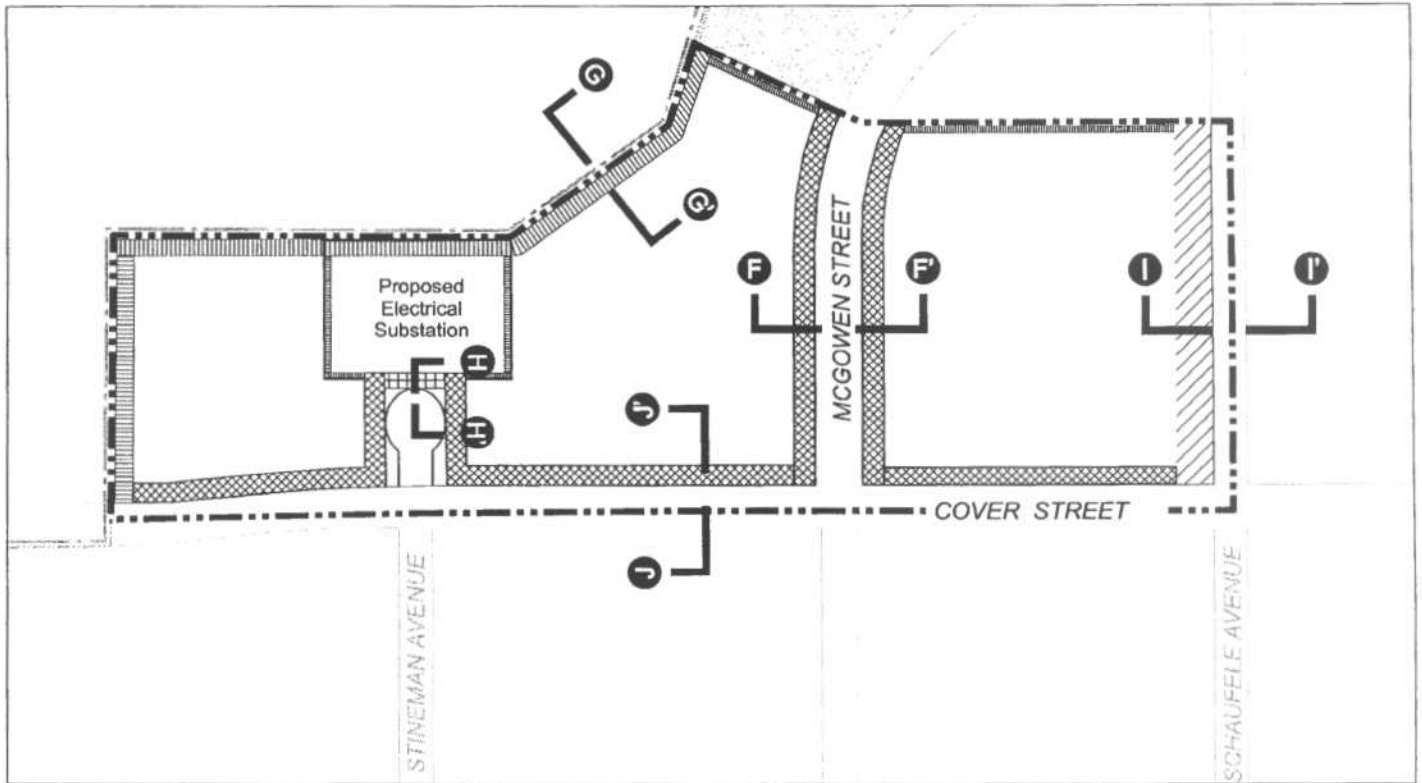 G
G'
F
F'
I
I'
MCGOWEN STREET
Proposed
Electrical
Substation
H
H'
J'
J
COVER STREET
STINEMAN AVENUE
SCHAUFELE AVENUE